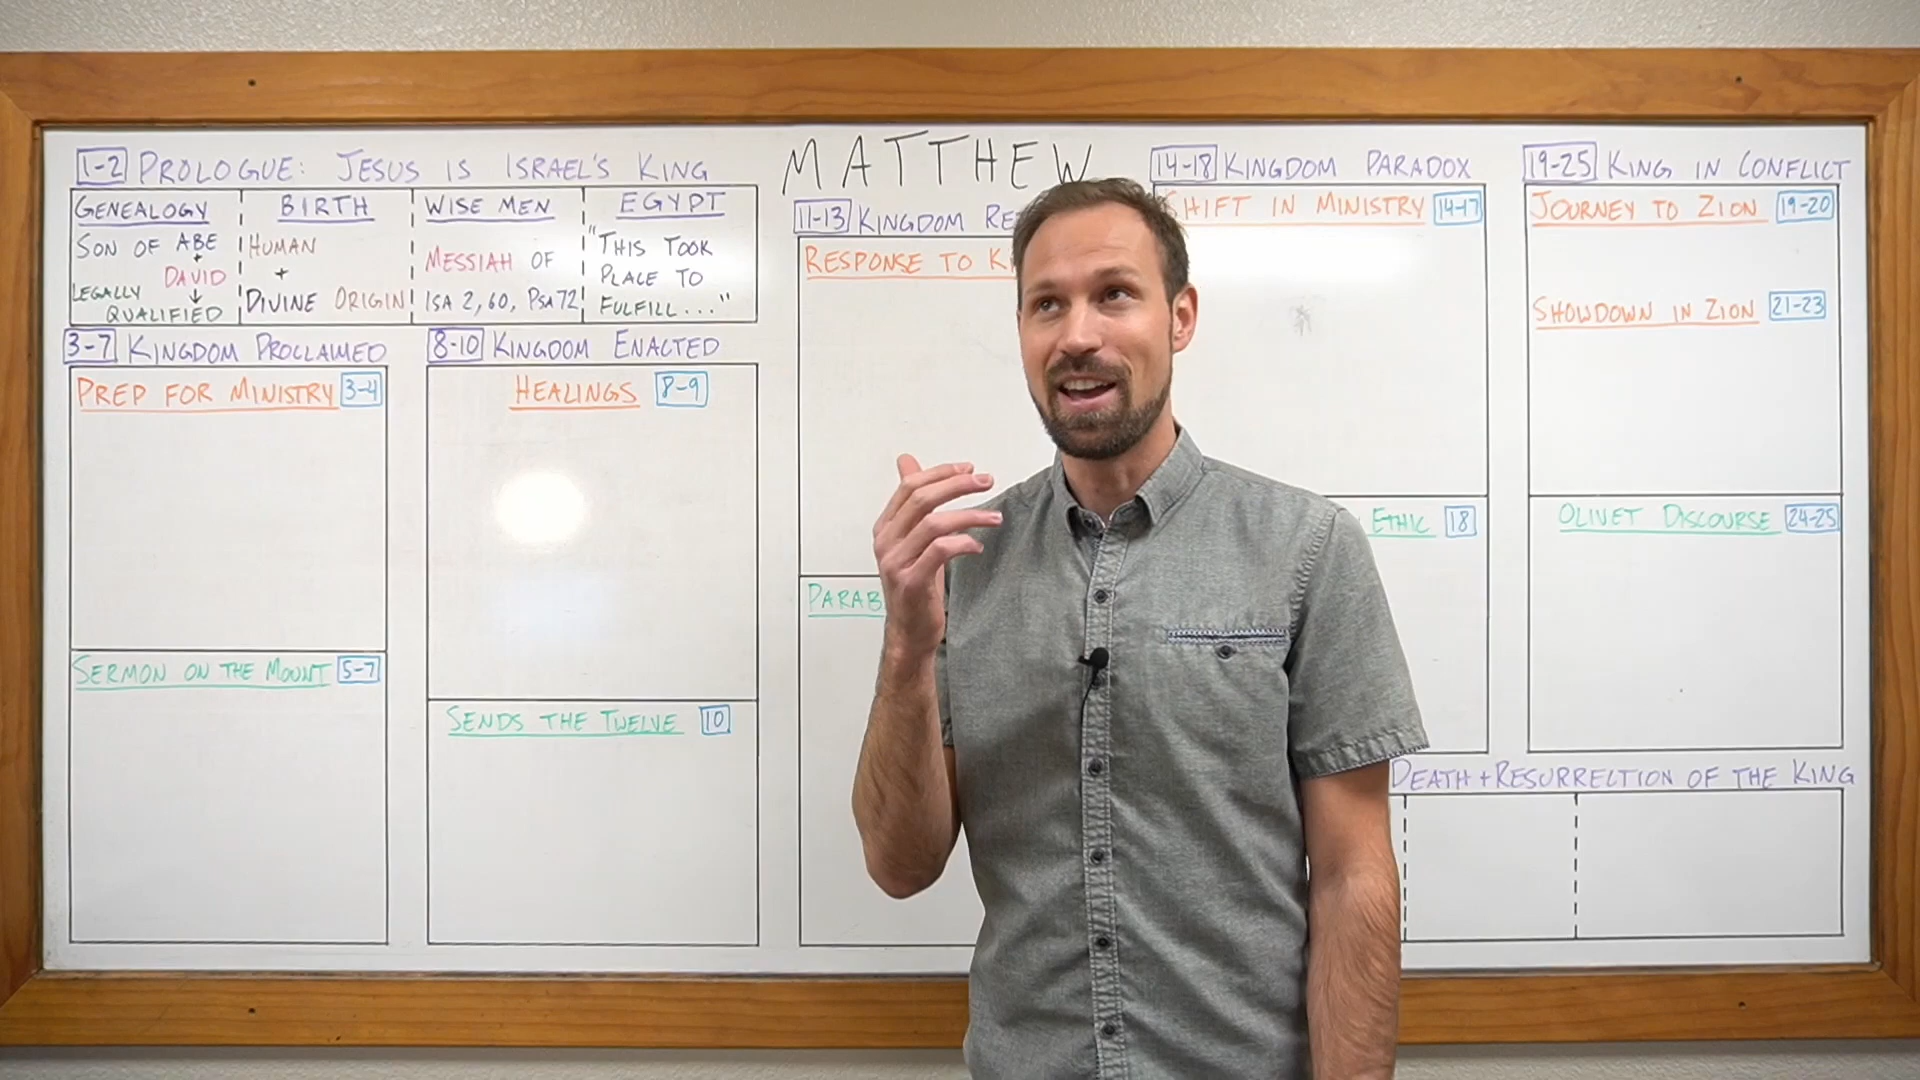 MATTHEW
1-2 PROLOGUE: JESUS IS ISRAEL'S KING
GENEALOGY
SON OF ABE
+
DAVID
LEGALLY
QUALIFIED
BIRTH
HUMAN
+
DIVINE ORIGIN
WISE MEN
MESSIAH OF
ISA 2, 60, PSA 72
EGYPT
"THIS TOOK
PLACE TO
FULFILL..."
3-7 KINGDOM PROCLAIMED
PREP FOR MINISTRY 3-4
SERMON ON THE MOUNT 5-7
8-10 KINGDOM ENACTED
HEALINGS 8-9
SENDS THE TWELVE 10
11-13 KINGDOM
RESPONSE TO
14-18 KINGDOM PARADOX
SHIFT IN MINISTRY 14-17
ETHIC 18
19-25 KING IN CONFLICT
JOURNEY TO ZION 19-20
SHOWDOWN IN ZION 21-23
OLIVET DISCOURSE 24-25
DEATH + RESURRECTION OF THE KING